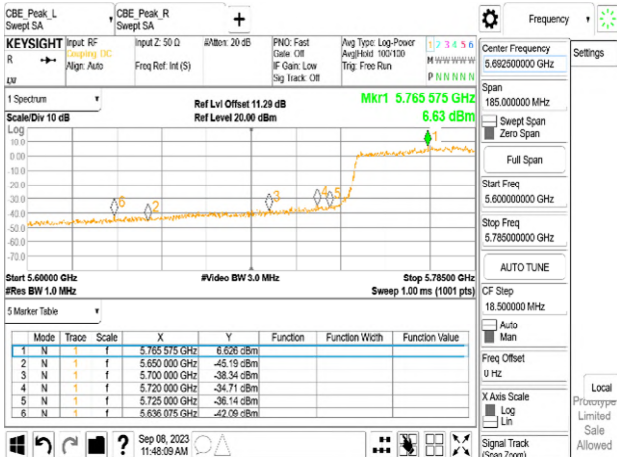 CBE_Peak_L
Swept SA
CBE_Peak_R
Swept SA
+
Frequency
KEYSIGHT
R
Input: RF
Coupling: DC
Align: Auto
Input Z: 50 Ω
Freq Ref: Int (S)
#Atten: 20 dB
PNO: Fast
Gate: Off
IF Gain: Low
Sig Track: Off
Avg Type: Log-Power
Avg|Hold: 100/100
Trig: Free Run
1 2 3 4 5 6
M W W W W W
P N N N N N
1 Spectrum
Scale/Div 10 dB
Ref Lvl Offset 11.29 dB
Ref Level 20.00 dBm
Mkr1 5.765 575 GHz
6.63 dBm
Log
10.0
0.00
-10.0
-20.0
-30.0
-40.0
-50.0
-60.0
-70.0
1
6
2
3
4
5
Start 5.60000 GHz
#Video BW 3.0 MHz
Stop 5.78500 GHz
#Res BW 1.0 MHz
Sweep 1.00 ms (1001 pts)
5 Marker Table
Mode Trace Scale X Y Function Function Width Function Value
1 N 1 f 5.765 575 GHz 6.626 dBm
2 N 1 f 5.650 000 GHz -45.19 dBm
3 N 1 f 5.700 000 GHz -38.34 dBm
4 N 1 f 5.720 000 GHz -34.71 dBm
5 N 1 f 5.725 000 GHz -36.14 dBm
6 N 1 f 5.636 075 GHz -42.09 dBm
?
Sep 08, 2023
11:48:09 AM
Center Frequency
5.692500000 GHz
Settings
Span
185.000000 MHz
Swept Span
Zero Span
Full Span
Start Freq
5.600000000 GHz
Stop Freq
5.785000000 GHz
AUTO TUNE
CF Step
18.500000 MHz
Auto
Man
Freq Offset
0 Hz
X Axis Scale
Log
Lin
Signal Track
(Span Zoom)
Local
Prototype
Limited
Sale
Allowed